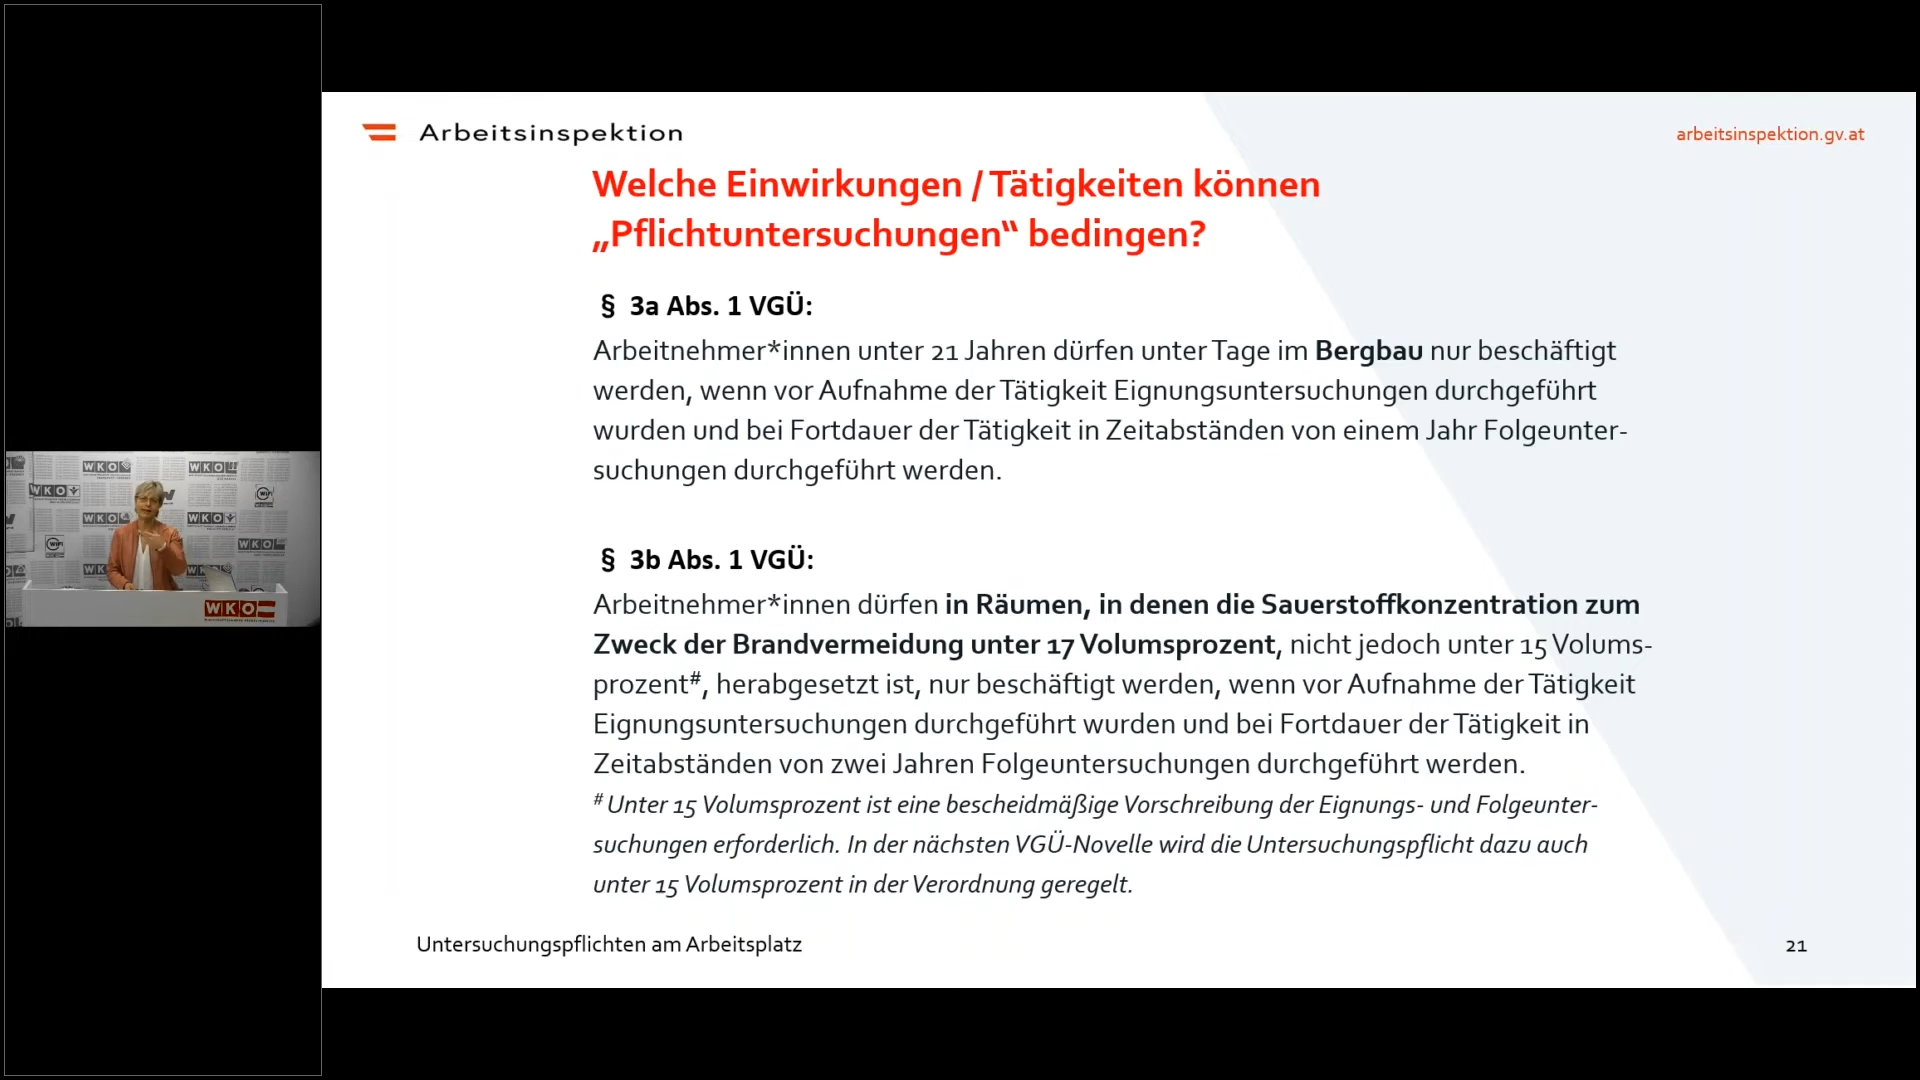 Arbeitsinspektion
arbeitsinspektion.gv.at
Welche Einwirkungen / Tätigkeiten können
„Pflichtuntersuchungen“ bedingen?
§ 3a Abs. 1 VGÜ:
Arbeitnehmer*innen unter 21 Jahren dürfen unter Tage im Bergbau nur beschäftigt
werden, wenn vor Aufnahme der Tätigkeit Eignungsuntersuchungen durchgeführt
wurden und bei Fortdauer der Tätigkeit in Zeitabständen von einem Jahr Folgeunter-
suchungen durchgeführt werden.
§ 3b Abs. 1 VGÜ:
Arbeitnehmer*innen dürfen in Räumen, in denen die Sauerstoffkonzentration zum
Zweck der Brandvermeidung unter 17 Volumsprozent, nicht jedoch unter 15 Volums-
prozent#, herabgesetzt ist, nur beschäftigt werden, wenn vor Aufnahme der Tätigkeit
Eignungsuntersuchungen durchgeführt wurden und bei Fortdauer der Tätigkeit in
Zeitabständen von zwei Jahren Folgeuntersuchungen durchgeführt werden.
# Unter 15 Volumsprozent ist eine bescheidmäßige Vorschreibung der Eignungs- und Folgeunter-
suchungen erforderlich. In der nächsten VGÜ-Novelle wird die Untersuchungspflicht dazu auch
unter 15 Volumsprozent in der Verordnung geregelt.
Untersuchungspflichten am Arbeitsplatz
21
WKO
WKO
WKO
WKO
WKO
WKO
WKO
WKO